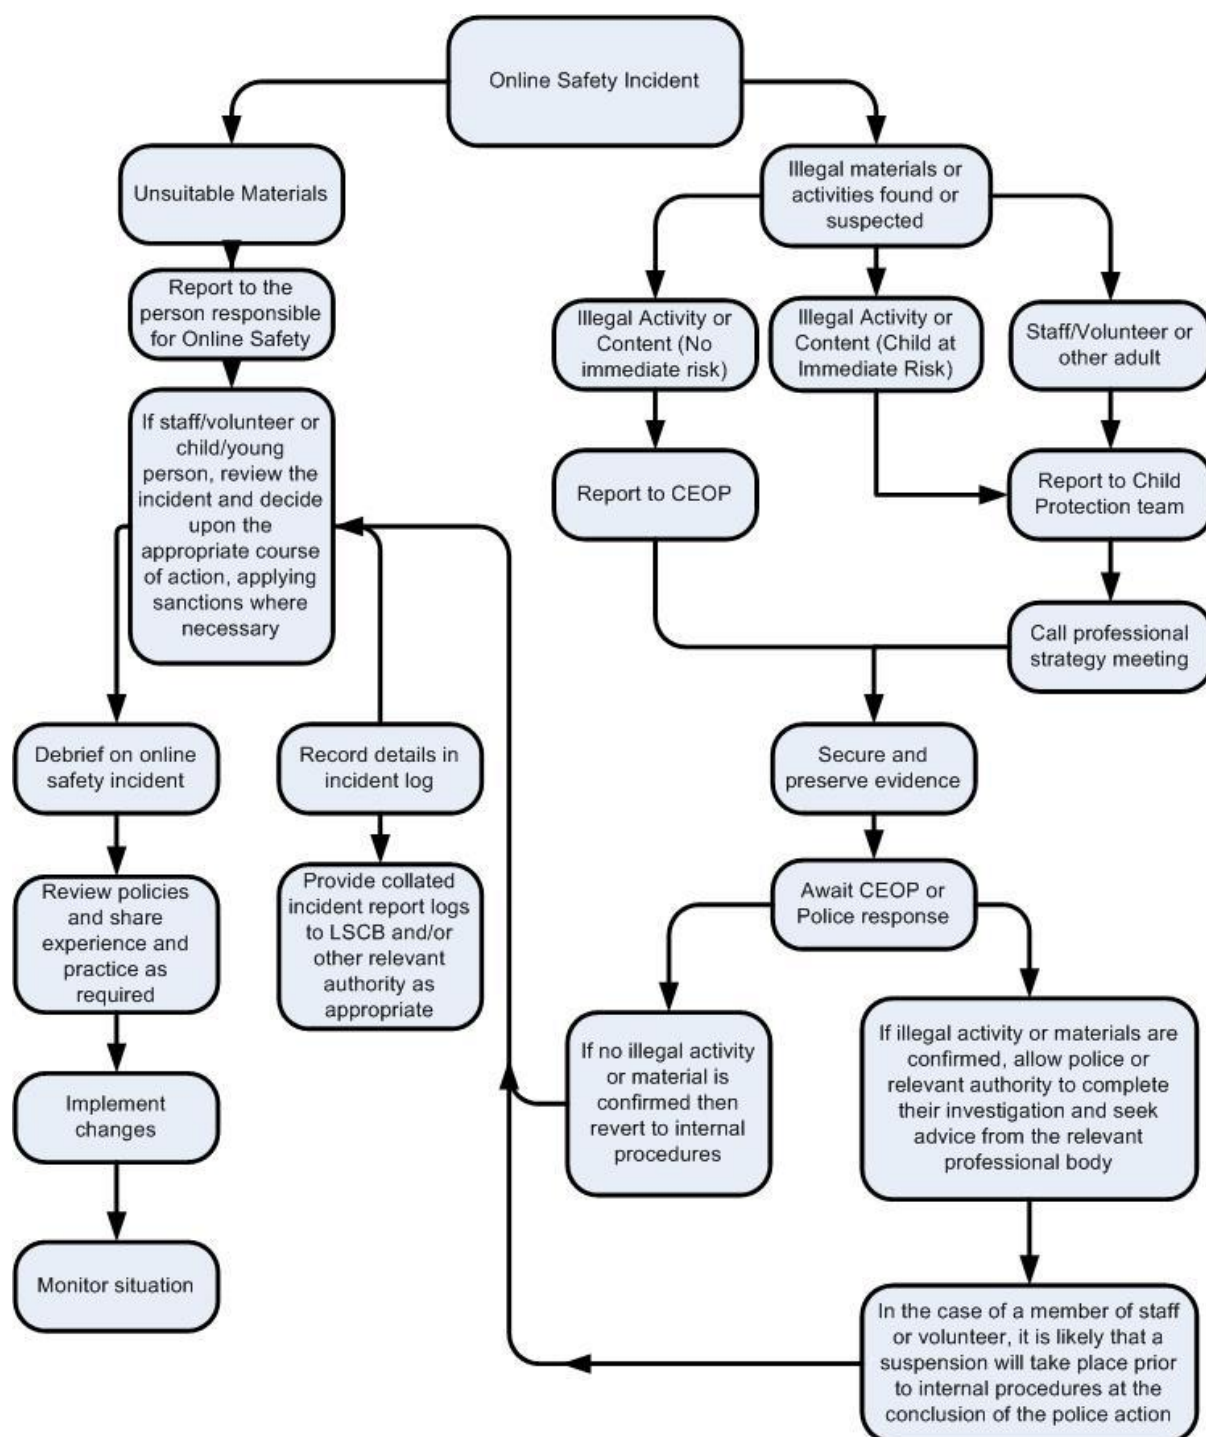 Online Safety Incident
Unsuitable Materials
Illegal materials or
activities found or
suspected
Report to the
person responsible
for Online Safety
Illegal Activity or
Content (No
immediate risk)
Illegal Activity or
Content (Child at
Immediate Risk)
Staff/Volunteer or
other adult
If staff/volunteer or
child/young
person, review the
incident and decide
upon the
appropriate course
of action, applying
sanctions where
necessary
Report to CEOP
Report to Child
Protection team
Call professional
strategy meeting
Debrief on online
safety incident
Record details in
incident log
Secure and
preserve evidence
Review policies
and share
experience and
practice as
required
Provide collated
incident report logs
to LSCB and/or
other relevant
authority as
appropriate
Await CEOP or
Police response
If no illegal activity
or material is
confirmed then
revert to internal
procedures
If illegal activity or materials are
confirmed, allow police or
relevant authority to complete
their investigation and seek
advice from the relevant
professional body
Implement
changes
Monitor situation
In the case of a member of staff
or volunteer, it is likely that a
suspension will take place prior
to internal procedures at the
conclusion of the police action